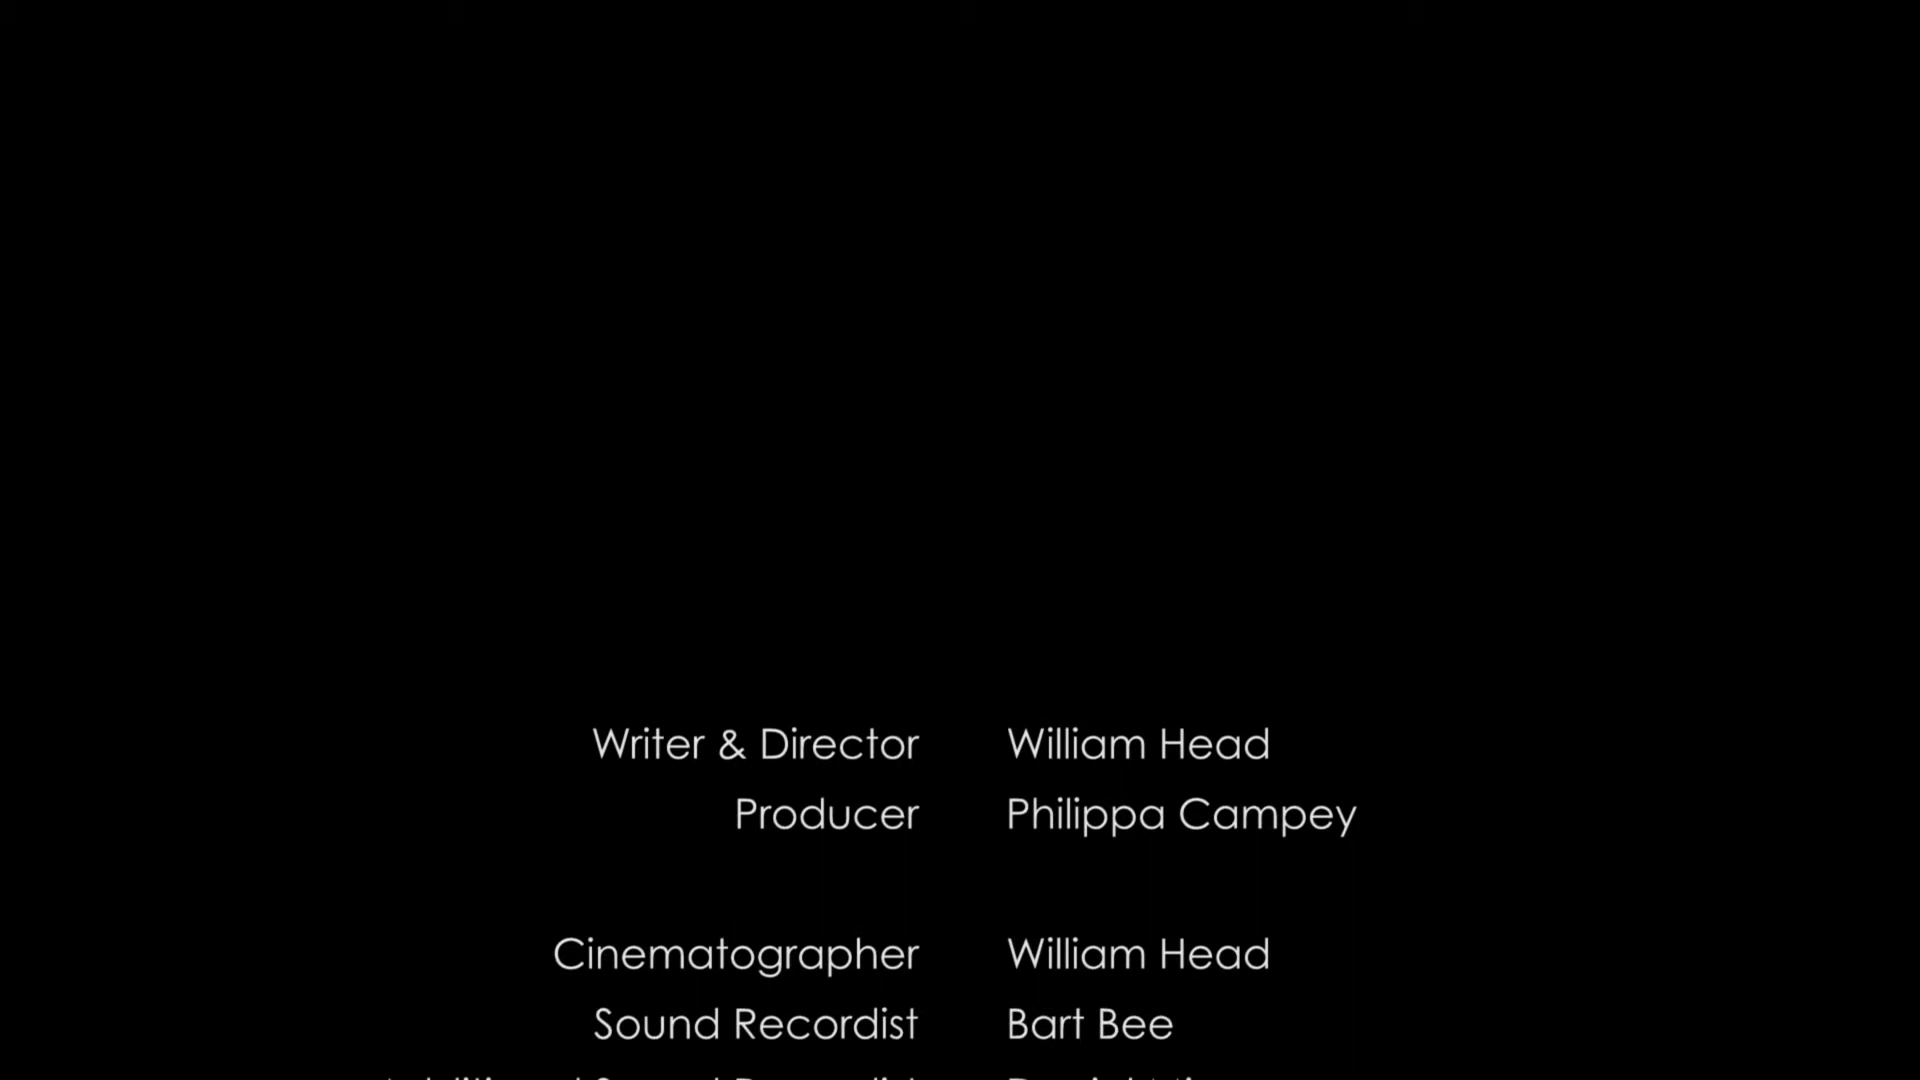 Writer & Director William Head
Producer Philippa Campey
Cinematographer William Head
Sound Recordist Bart Bee